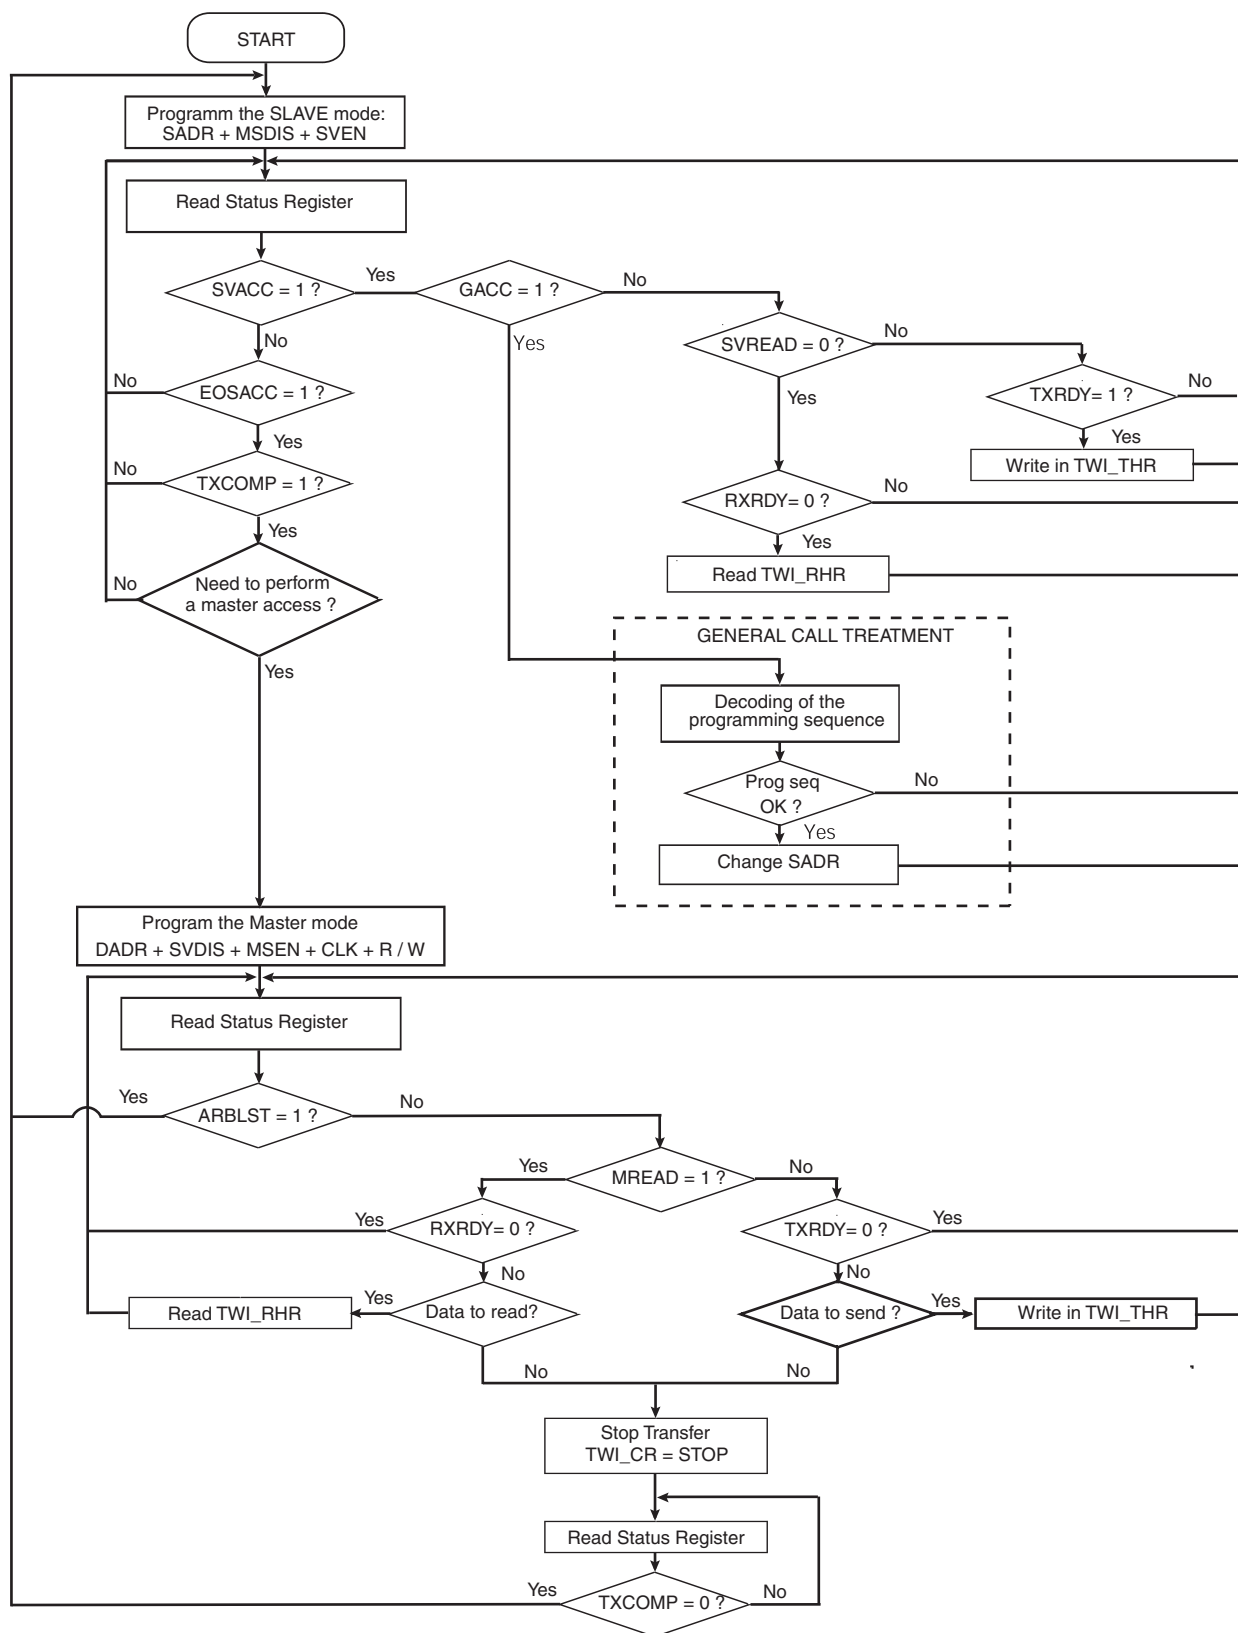 START
Programm the SLAVE mode:
SADR + MSDIS + SVEN
Read Status Register
SVACC = 1 ?
Yes
GACC = 1 ?
No
No
Yes
SVREAD = 0 ?
No
EOSACC = 1 ?
No
Yes
TXRDY= 1 ?
No
Yes
Yes
Write in TWI_THR
TXCOMP = 1 ?
No
Yes
RXRDY= 0 ?
No
Yes
Read TWI_RHR
Need to perform
a master access ?
No
Yes
GENERAL CALL TREATMENT
Decoding of the
programming sequence
Prog seq
OK ?
No
Yes
Change SADR
Program the Master mode
DADR + SVDIS + MSEN + CLK + R / W
Read Status Register
Yes
ARBLST = 1 ?
No
Yes
MREAD = 1 ?
No
Yes
RXRDY= 0 ?
TXRDY= 0 ?
Yes
No
No
Read TWI_RHR
Yes
Data to read?
Data to send ?
Yes
Write in TWI_THR
No
No
Stop Transfer
TWI_CR = STOP
Read Status Register
Yes
TXCOMP = 0 ?
No